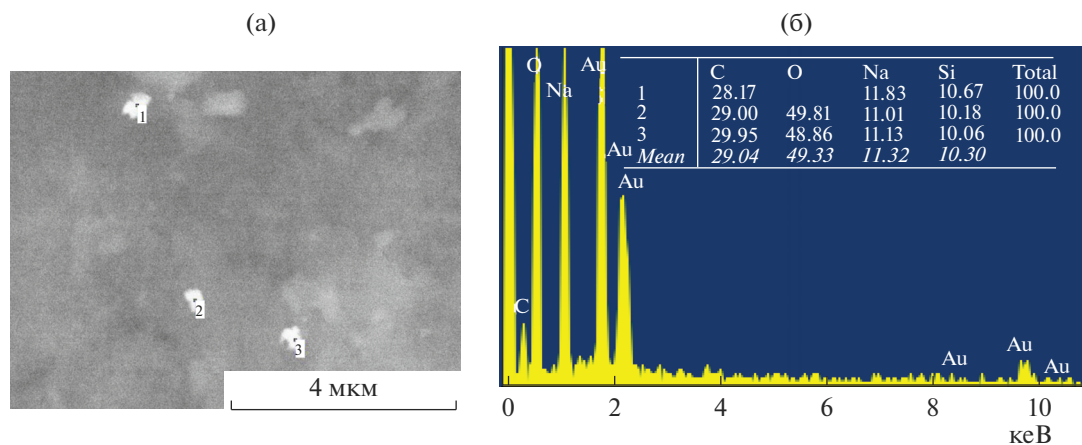 (а)
1
2
3
4 мкм
(б)
C O Na Si Total
1 28.17 11.83 10.67 100.0
2 29.00 49.81 11.01 10.18 100.0
3 29.95 48.86 11.13 10.06 100.0
Mean 29.04 49.33 11.32 10.30
O
Na
Au
Au
Au
C
Au
Au
Au
0 2 4 6 8 10
кеВ